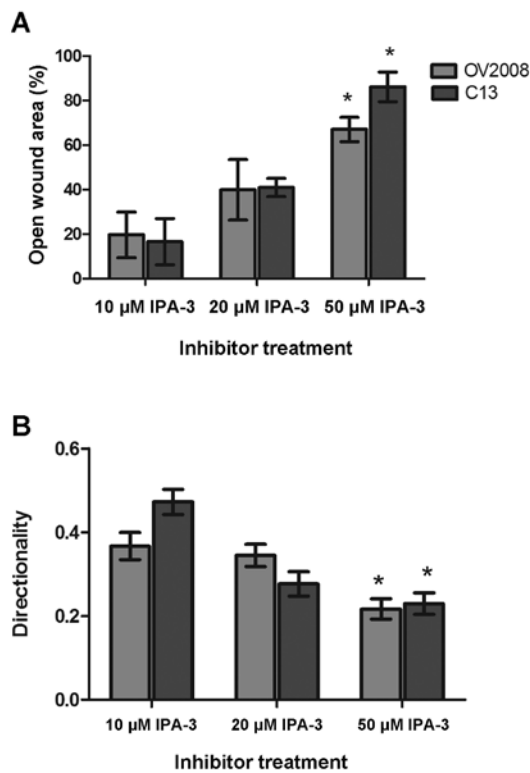 A
Open wound area (%)
100
80
60
40
20
0
*
*
OV2008
C13
10 µM IPA-3
20 µM IPA-3
50 µM IPA-3
Inhibitor treatment
B
Directionality
0.6
0.4
0.2
0.0
*
*
10 µM IPA-3
20 µM IPA-3
50 µM IPA-3
Inhibitor treatment